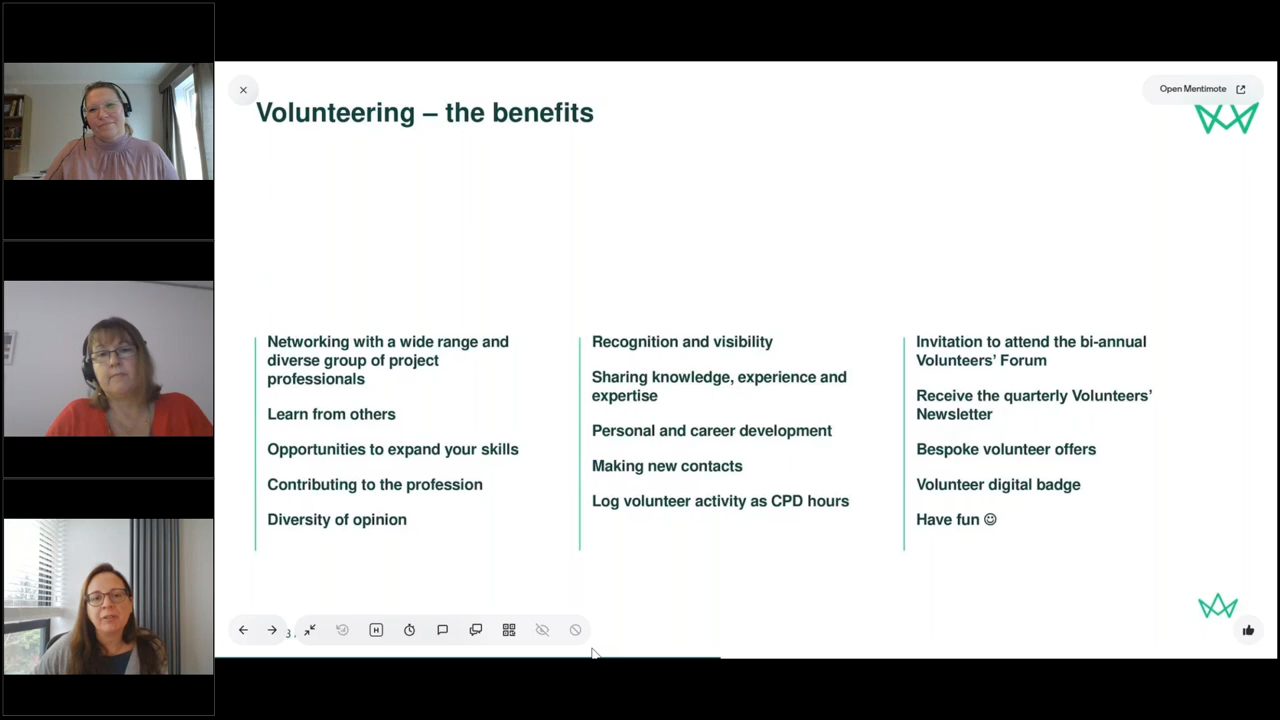 Volunteering – the benefits
Open Mentimote
Networking with a wide range and
diverse group of project
professionals
Learn from others
Opportunities to expand your skills
Contributing to the profession
Diversity of opinion
Recognition and visibility
Sharing knowledge, experience and
expertise
Personal and career development
Making new contacts
Log volunteer activity as CPD hours
Invitation to attend the bi-annual
Volunteers’ Forum
Receive the quarterly Volunteers’
Newsletter
Bespoke volunteer offers
Volunteer digital badge
Have fun ☺
H